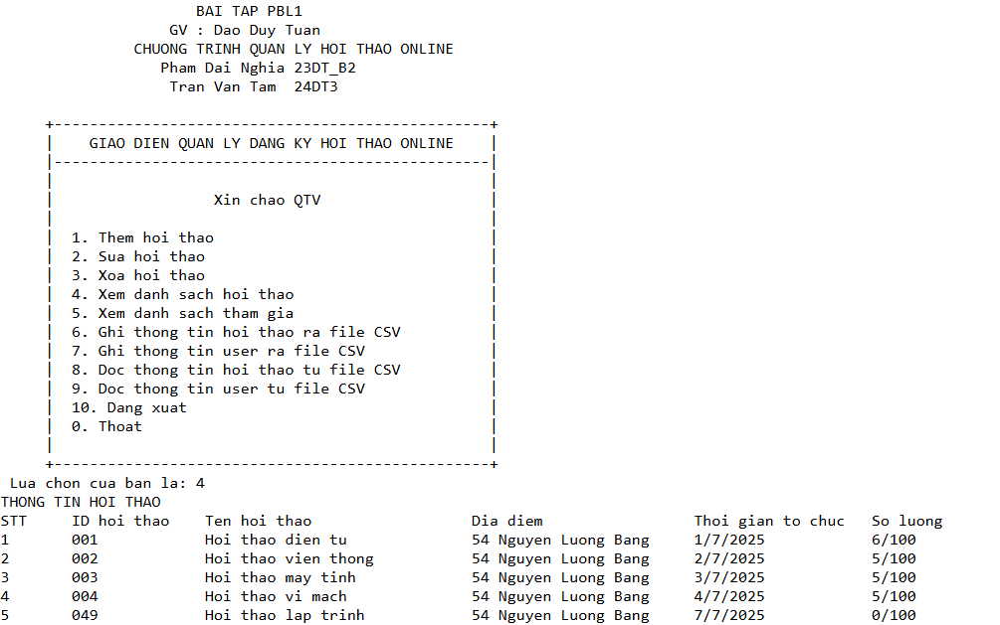 BAI TAP PBL1
GV : Dao Duy Tuan
CHUONG TRINH QUAN LY HOI THAO ONLINE
Pham Dai Nghia 23DT_B2
Tran Van Tam  24DT3
+-------------------------------------------------+
|    GIAO DIEN QUAN LY DANG KY HOI THAO ONLINE    |
|-------------------------------------------------|
|                                                 |
|                  Xin chao QTV                   |
|                                                 |
|  1. Them hoi thao                               |
|  2. Sua hoi thao                                |
|  3. Xoa hoi thao                                |
|  4. Xem danh sach hoi thao                      |
|  5. Xem danh sach tham gia                      |
|  6. Ghi thong tin hoi thao ra file CSV          |
|  7. Ghi thong tin user ra file CSV              |
|  8. Doc thong tin hoi thao tu file CSV          |
|  9. Doc thong tin user tu file CSV              |
|  10. Dang xuat                                  |
|  0. Thoat                                       |
|                                                 |
+-------------------------------------------------+
Lua chon cua ban la: 4
THONG TIN HOI THAO
STT     ID hoi thao    Ten hoi thao                  Dia diem                 Thoi gian to chuc   So luong
1       001            Hoi thao dien tu              54 Nguyen Luong Bang     1/7/2025            6/100
2       002            Hoi thao vien thong           54 Nguyen Luong Bang     2/7/2025            5/100
3       003            Hoi thao may tinh             54 Nguyen Luong Bang     3/7/2025            5/100
4       004            Hoi thao vi mach              54 Nguyen Luong Bang     4/7/2025            5/100
5       049            Hoi thao lap trinh            54 Nguyen Luong Bang     7/7/2025            0/100